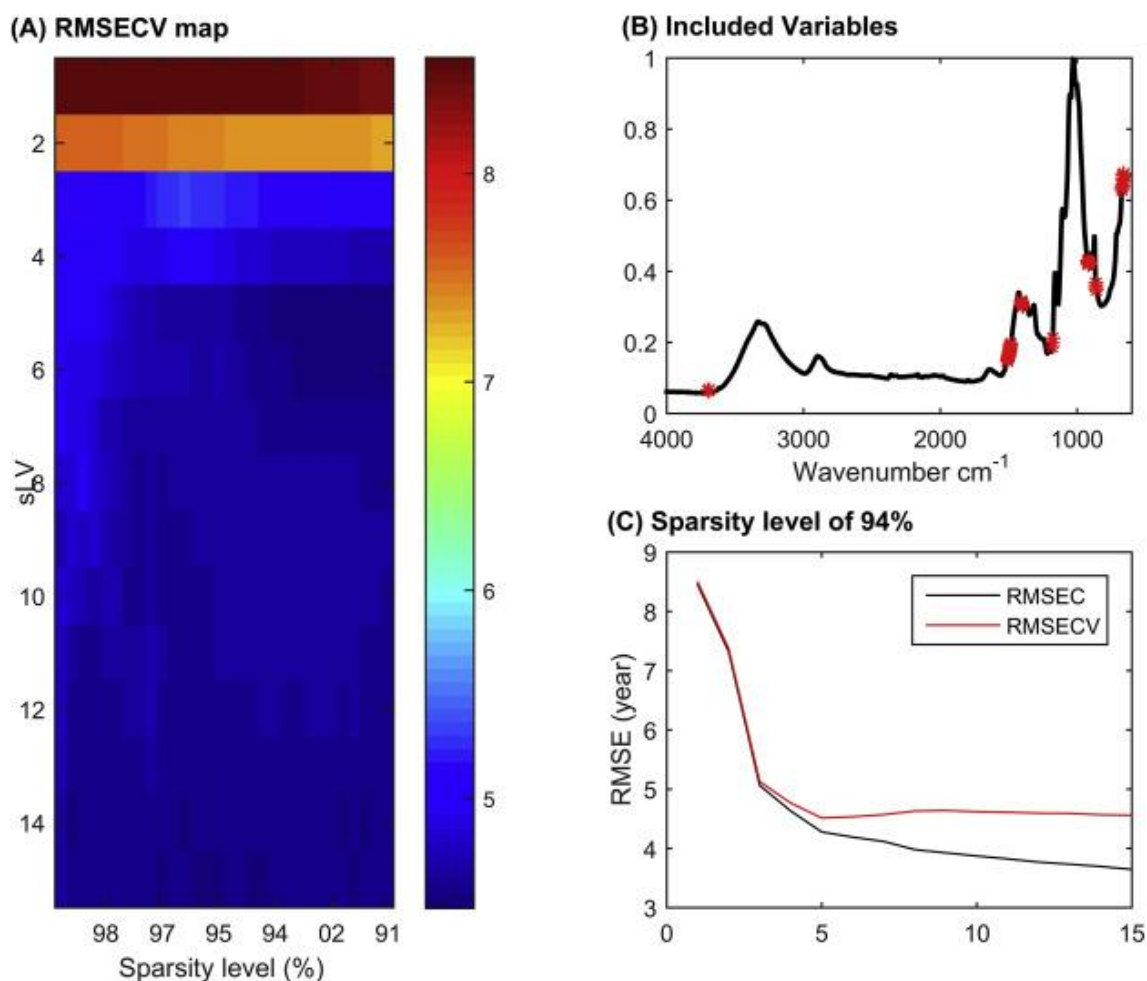 (A) RMSECV map
2
4
6
8
10
12
14
sLV
98 97 95 94 02 91
Sparsity level (%)
8
7
6
5
(B) Included Variables
1
0.8
0.6
0.4
0.2
0
4000 3000 2000 1000
Wavenumber cm⁻¹
(C) Sparsity level of 94%
9
8
7
6
5
4
3
RMSE (year)
RMSEC
RMSECV
0 5 10 15